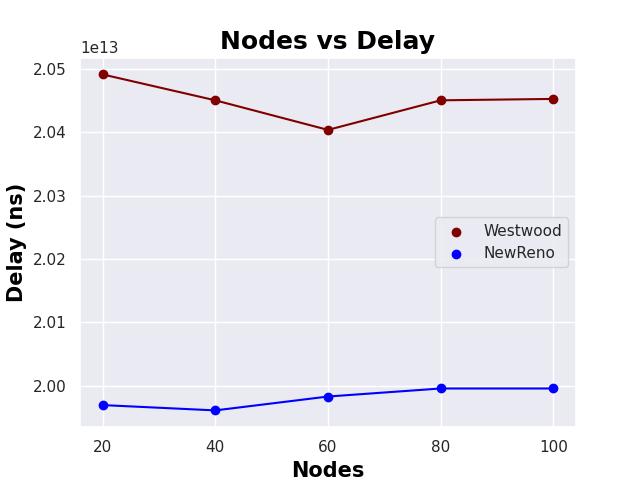 Nodes vs Delay
1e13
2.05
2.04
2.03
2.02
2.01
2.00
Delay (ns)
Westwood
NewReno
20 40 60 80 100
Nodes